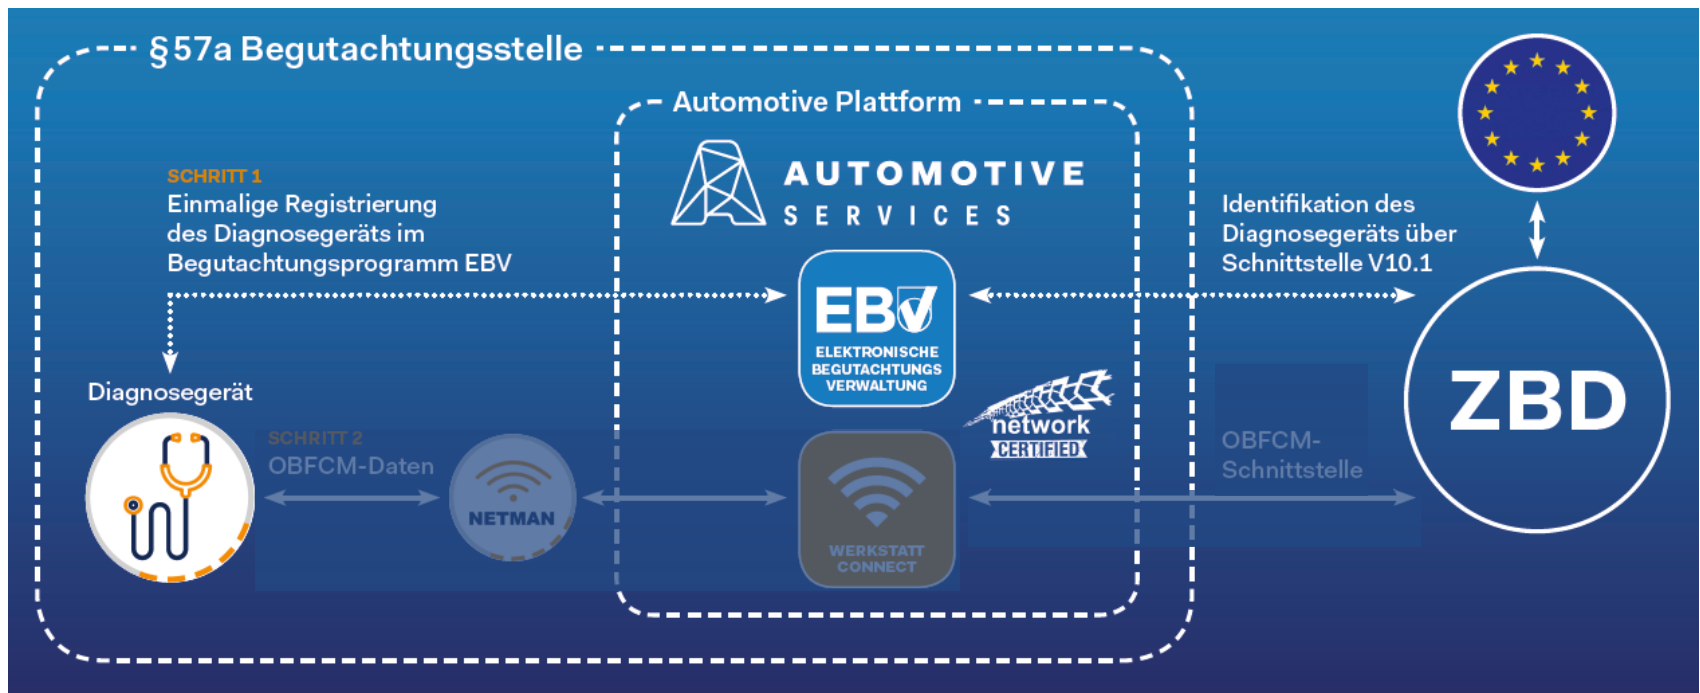 § 57a Begutachtungsstelle
Automotive Plattform
AUTOMOTIVE
SERVICES
SCHRITT 1
Einmalige Registrierung
des Diagnosegeräts im
Begutachtungsprogramm EBV
Identifikation des
Diagnosegeräts über
Schnittstelle V10.1
EBV
ELEKTRONISCHE
BEGUTACHTUNGS
VERWALTUNG
Diagnosegerät
network
CERTIFIED
ZBD
SCHRITT 2
OBFCM-Daten
NETMAN
WERKSTATT
CONNECT
OBFCM-
Schnittstelle